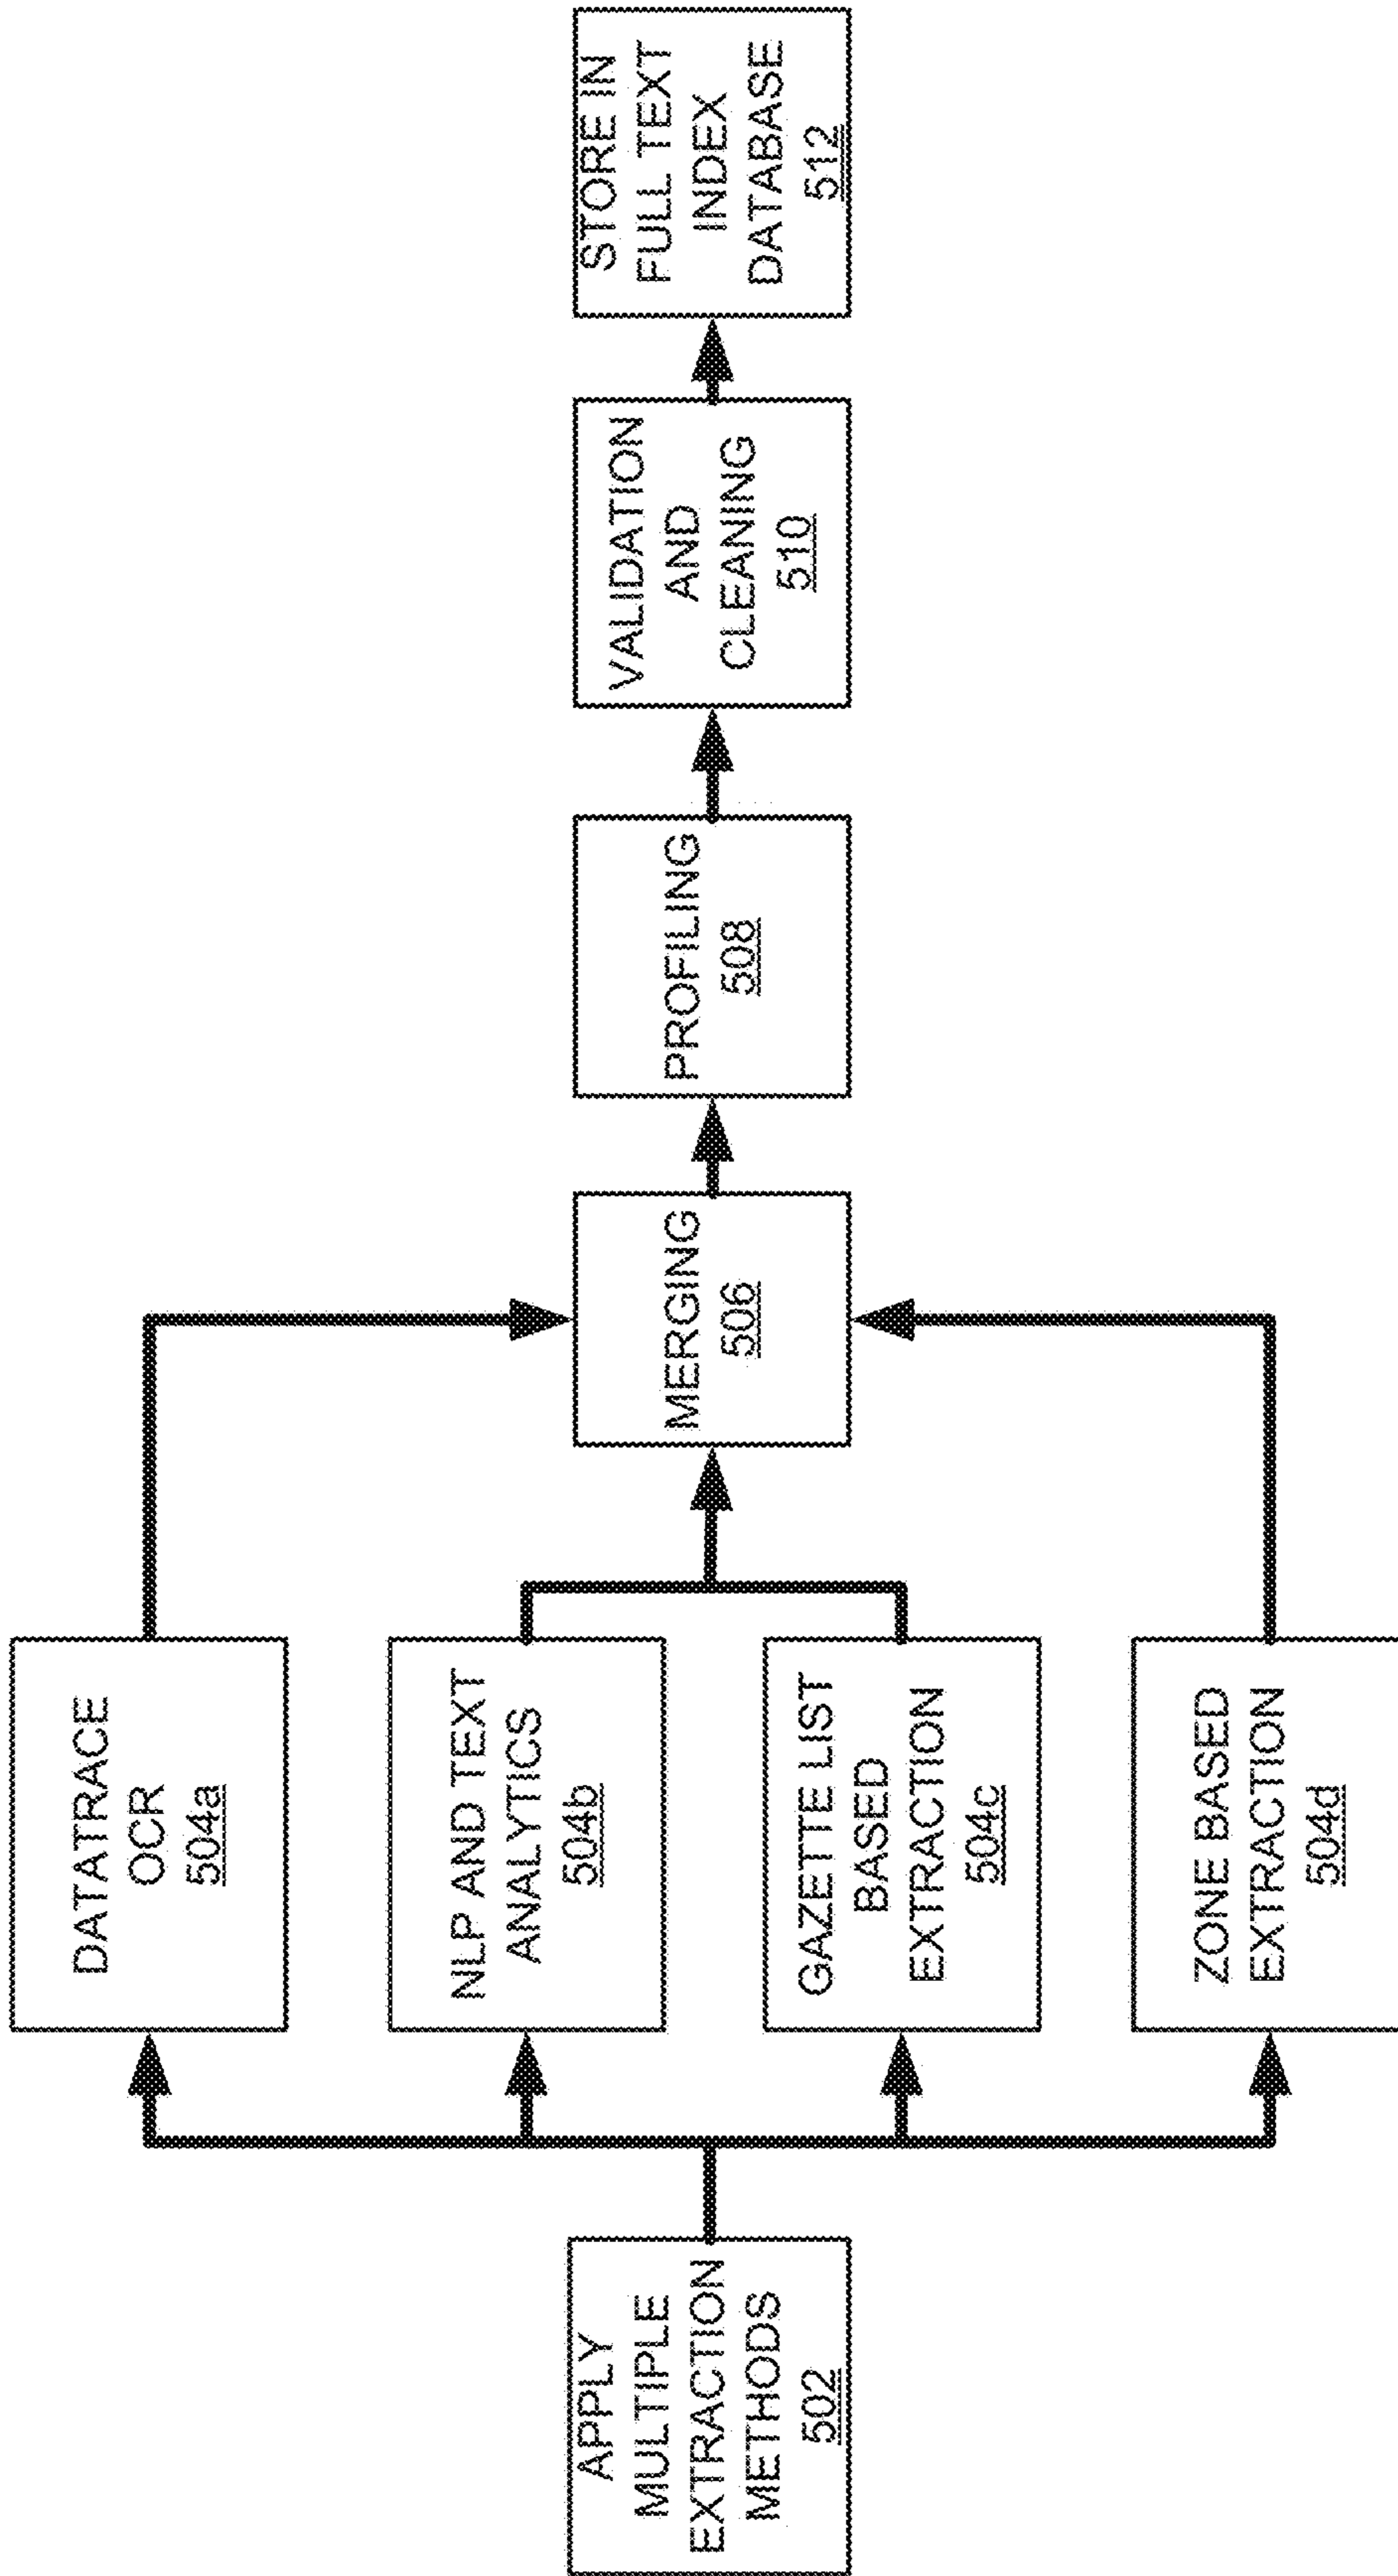 APPLY
MULTIPLE
EXTRACTION
METHODS
502
DATATRACE
OCR
504a
NLP AND TEXT
ANALYTICS
504b
GAZETTE LIST
BASED
EXTRACTION
504c
ZONE BASED
EXTRACTION
504d
MERGING
506
PROFILING
508
VALIDATION
AND
CLEANING
510
STORE IN
FULL TEXT
INDEX
DATABASE
512